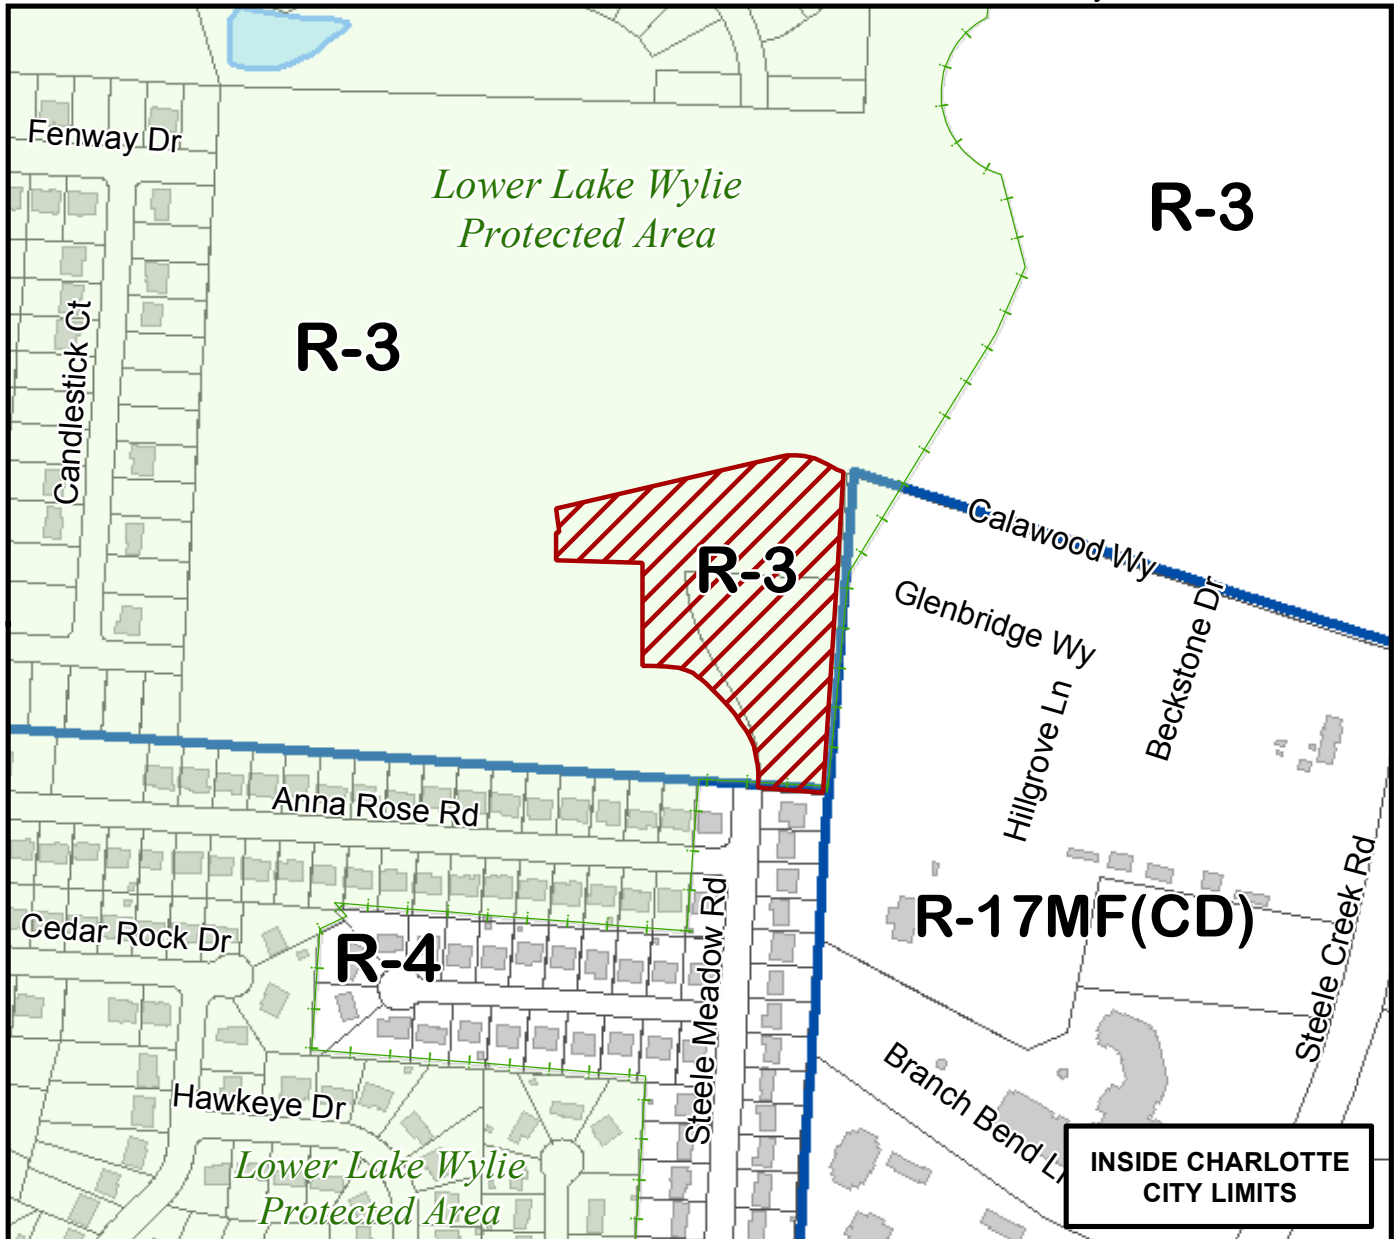 Fenway Dr
Lower Lake Wylie
Protected Area
R-3
R-3
Candlestick Ct
R-3
Calawood Wy
Glenbridge Wy
Beckstone Dr
Hillgrove Ln
Anna Rose Rd
Steele Creek Rd
Cedar Rock Dr
R-4
Steele Meadow Rd
R-17MF(CD)
Hawkeye Dr
Branch Bend Ln
Lower Lake Wylie
Protected Area
INSIDE CHARLOTTE
CITY LIMITS